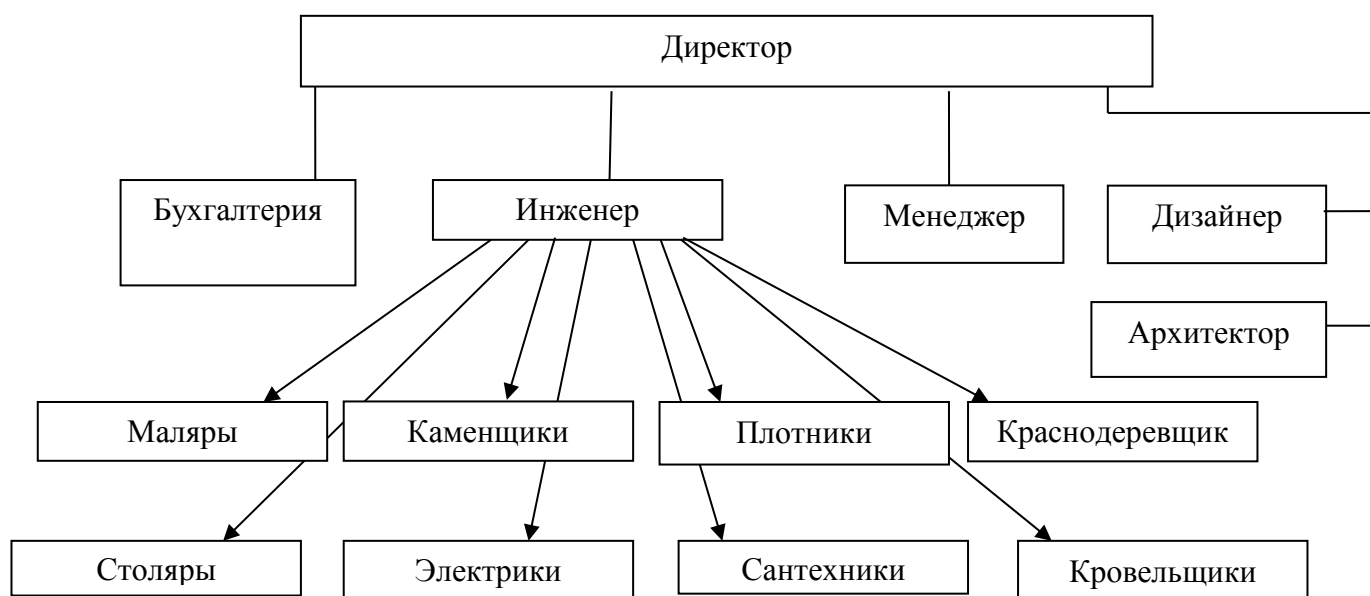 Директор
Бухгалтерия
Инженер
Менеджер
Дизайнер
Архитектор
Маляры
Каменщики
Плотники
Краснодеревщик
Столяры
Электрики
Сантехники
Кровельщики